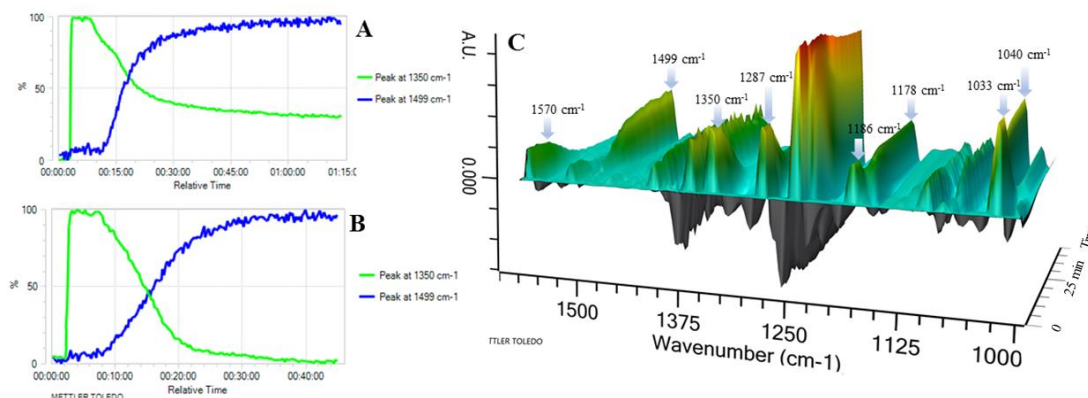 A
100
50
%
0
00:00:00
00:15:00
00:30:00
00:45:00
01:00:00
01:15:0
Relative Time
Peak at 1350 cm-1
Peak at 1499 cm-1
B
100
50
%
0
00:00:00
00:10:00
00:20:00
00:30:00
00:40:00
Relative Time
METTLER TOLEDO
Peak at 1350 cm-1
Peak at 1499 cm-1
C
A.U.
0.000
1570 cm-1
1499 cm-1
1350 cm-1
1287 cm-1
1186 cm-1
1178 cm-1
1033 cm-1
1040 cm-1
1500
1375
1250
1125
1000
Wavenumber (cm-1)
TTLER TOLEDO
0
25 min